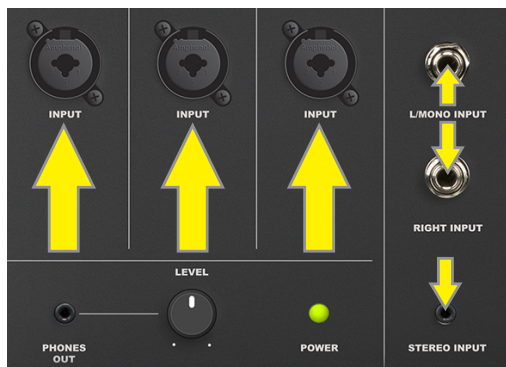 INPUT
INPUT
INPUT
L/MONO INPUT
RIGHT INPUT
LEVEL
PHONES
OUT
POWER
STEREO INPUT